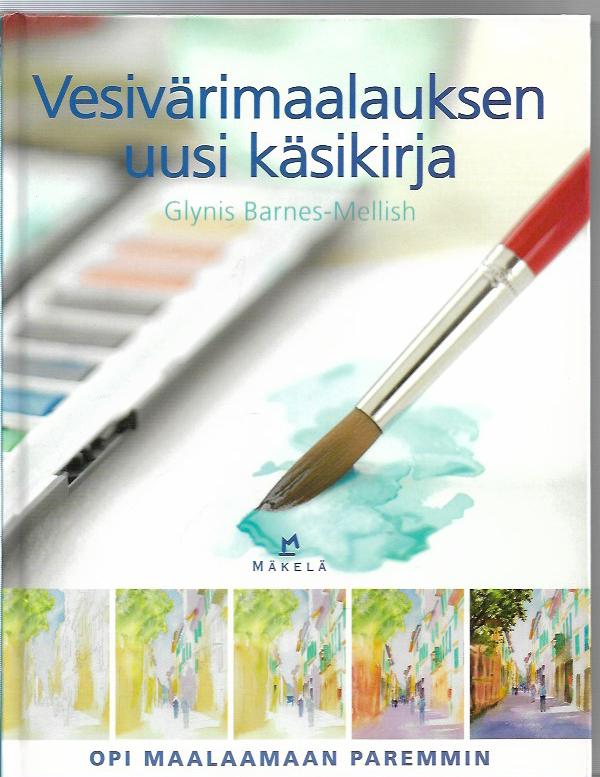 Vesivärimaalauksen
uusi käsikirja
Glynis Barnes-Mellish
M
MÄKELÄ
OPI MAALAAMAAN PAREMMIN